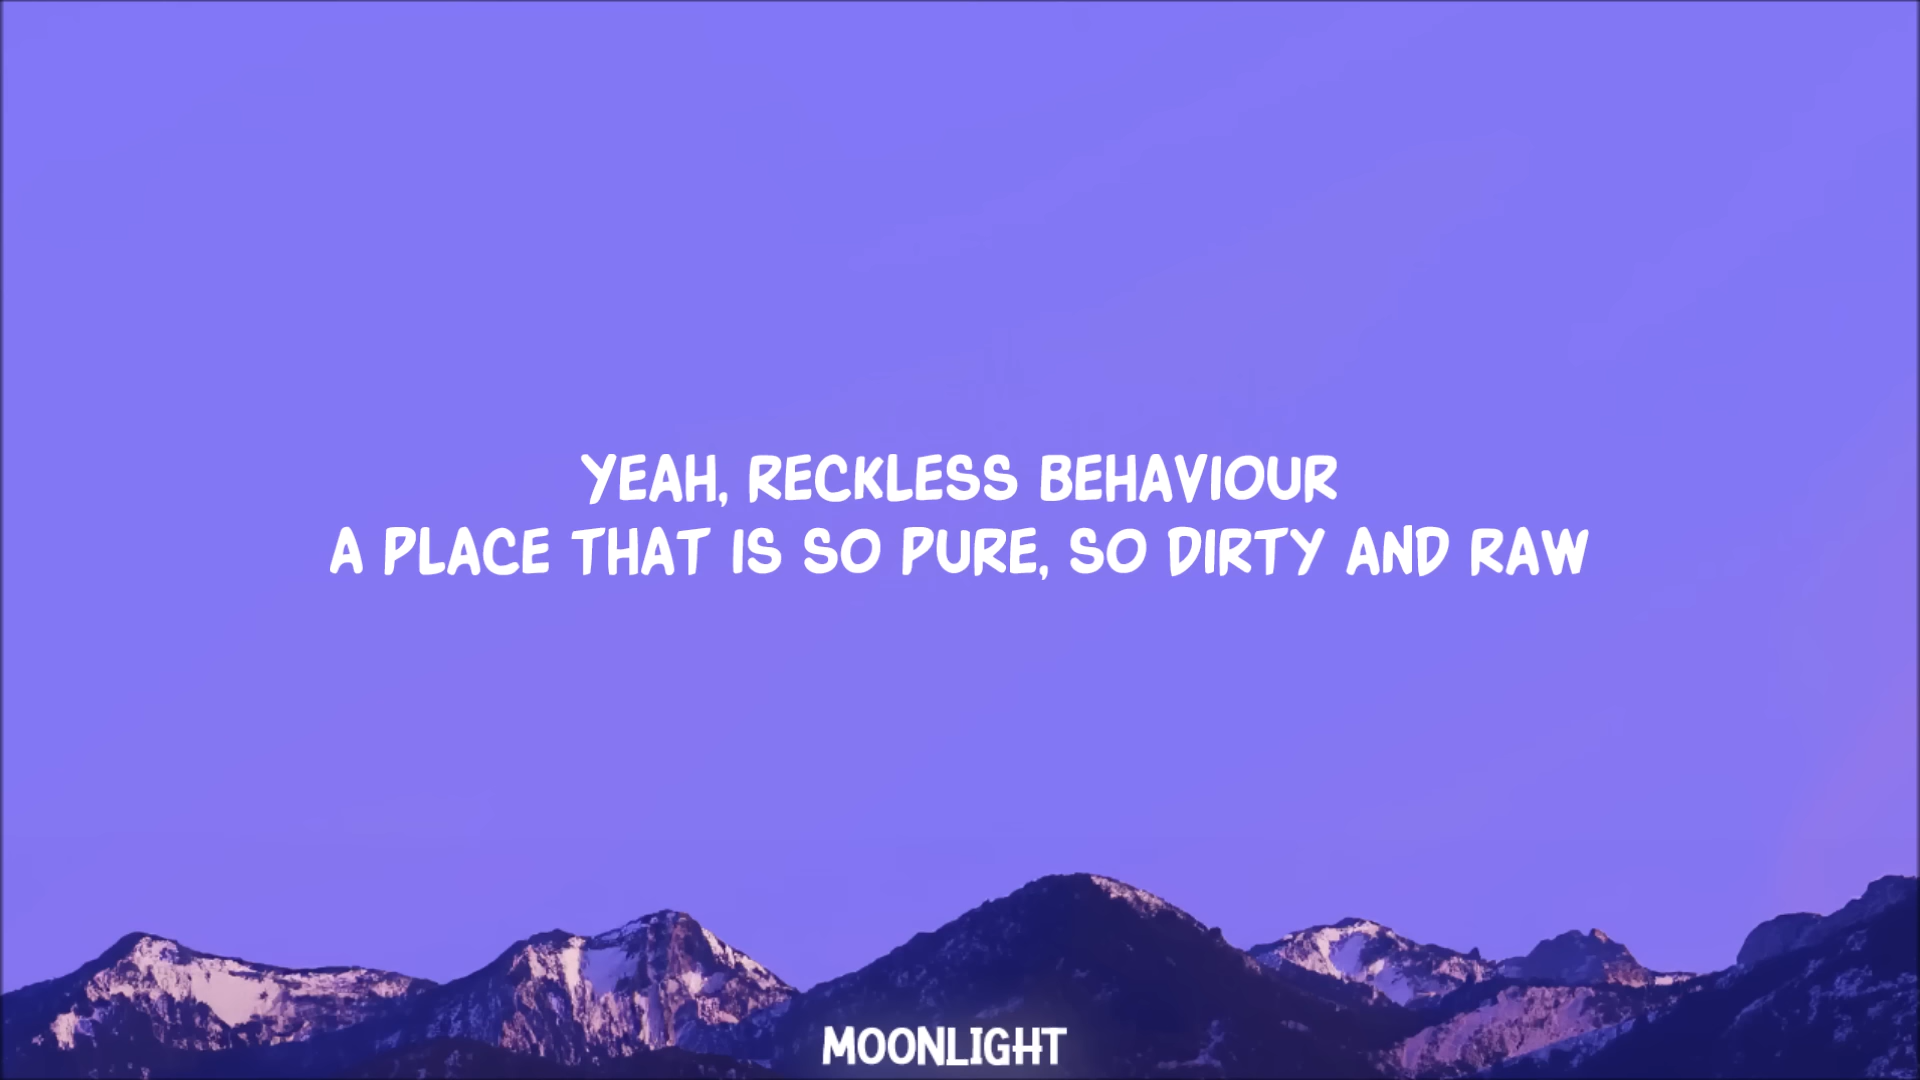 YEAH, RECKLESS BEHAVIOUR
A PLACE THAT IS SO PURE, SO DIRTY AND RAW
MOONLIGHT